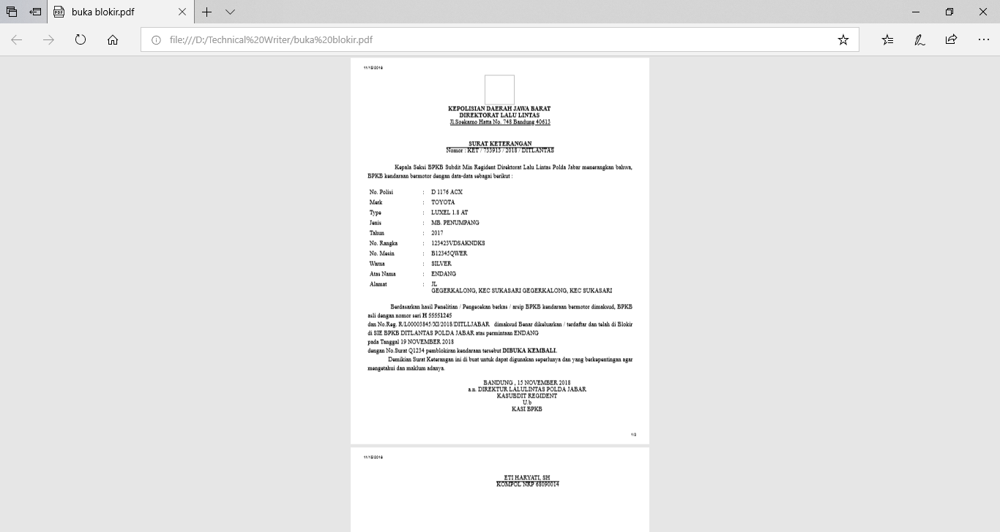 buka blokir.pdf
file:///D:/Technical%20Writer/buka%20blokir.pdf
11/15/2018
KEPOLISIAN DAERAH JAWA BARAT
DIREKTORAT LALU LINTAS
Jl.Soekarno Hatta No. 748 Bandung 40613
SURAT KETERANGAN
Nomor : KET / 733913 / 2018 / DITLANTAS
Kepala Seksi BPKB Subdit Min Regident Direktorat Lalu Lintas Polda Jabar menerangkan bahwa,
BPKB kendaraan bermotor dengan data-data sebagai berikut :
No. Polisi : D 1176 ACX
Merk : TOYOTA
Type : LUXEL 1.8 AT
Jenis : MB. PENUMPANG
Tahun : 2017
No. Rangka : 123423VDSAKNDKS
No. Mesin : B12345QWER
Warna : SILVER
Atas Nama : ENDANG
Alamat : JL
GEGERKALONG, KEC SUKASARI GEGERKALONG, KEC SUKASARI
Berdasarkan hasil Penelitian / Pengecekan berkas / arsip BPKB kendaraan bermotor dimaksud, BPKB
asli dengan nomor seri H 55551245
dan No.Reg. R/L00003845/XI/2018/DITLLJABAR dimaksud Benar dikeluarkan / terdaftar dan telah di Blokir
di SIE BPKB DITLANTAS POLDA JABAR atas permintaan ENDANG
pada Tanggal 19 NOVEMBER 2018
dengan No.Surat Q1234 pemblokiran kendaraan tersebut DIBUKA KEMBALI.
Demikian Surat Keterangan ini di buat untuk dapat digunakan seperlunya dan yang berkepentingan agar
mengetahui dan maklum adanya.
BANDUNG , 15 NOVEMBER 2018
a.n. DIREKTUR LALULINTAS POLDA JABAR
KASUBDIT REGIDENT
U.b
KASI BPKB
1/2
11/15/2018
ETI HARYATI, SH
KOMPOL NRP 68090014